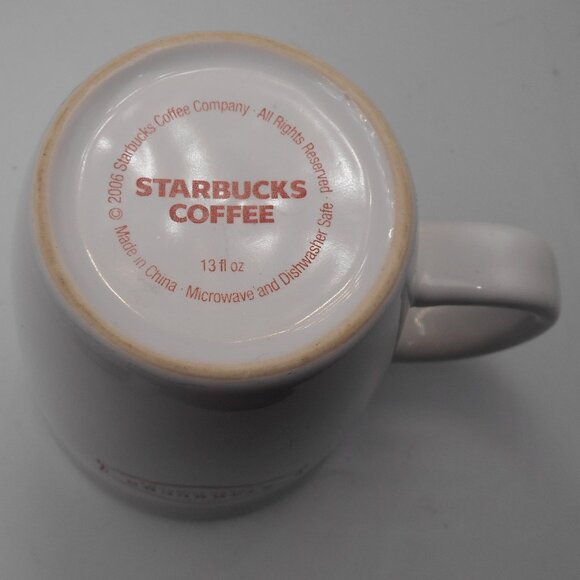 © 2006 Starbucks Coffee Company · All Rights Reserved
STARBUCKS
COFFEE
13 fl oz
Made in China · Microwave and Dishwasher Safe ·